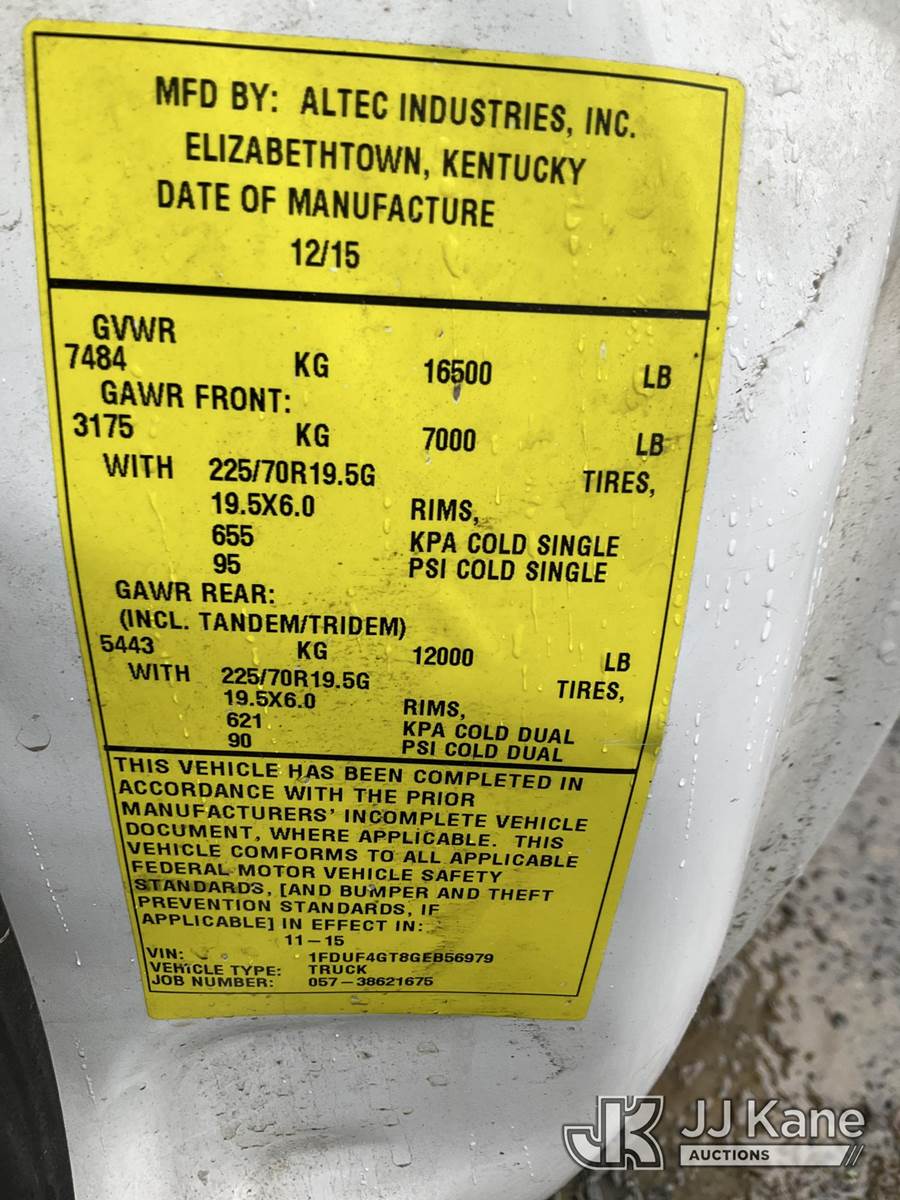 MFD BY: ALTEC INDUSTRIES, INC.
ELIZABETHTOWN, KENTUCKY
DATE OF MANUFACTURE
12/15
GVWR
7484 KG 16500 LB
GAWR FRONT:
3175 KG 7000 LB
WITH 225/70R19.5G TIRES,
19.5X6.0 RIMS,
655 KPA COLD SINGLE
95 PSI COLD SINGLE
GAWR REAR:
(INCL. TANDEM/TRIDEM)
5443 KG 12000 LB
WITH 225/70R19.5G TIRES,
19.5X6.0 RIMS,
621 KPA COLD DUAL
90 PSI COLD DUAL
THIS VEHICLE HAS BEEN COMPLETED IN
ACCORDANCE WITH THE PRIOR
MANUFACTURERS' INCOMPLETE VEHICLE
DOCUMENT, WHERE APPLICABLE. THIS
VEHICLE COMFORMS TO ALL APPLICABLE
FEDERAL MOTOR VEHICLE SAFETY
STANDARDS, [AND BUMPER AND THEFT
PREVENTION STANDARDS, IF
APPLICABLE] IN EFFECT IN:
11-15
VIN: 1FDUF4GT8GEB56979
VEHICLE TYPE: TRUCK
JOB NUMBER: 057-38621675
JK JJ Kane
AUCTIONS